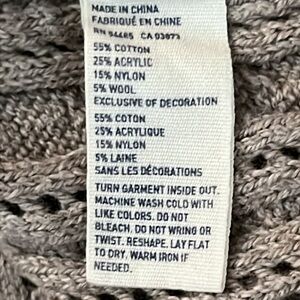 MADE IN CHINA
FABRIQUÉ EN CHINE
RN CA
55% COTTON
25% ACRYLIC
15% NYLON
5% WOOL
EXCLUSIVE OF DECORATION
55% COTON
25% ACRYLIQUE
15% NYLON
5% LAINE
SANS LES DÉCORATIONS
TURN GARMENT INSIDE OUT.
MACHINE WASH COLD WITH
LIKE COLORS. DO NOT
BLEACH. DO NOT WRING OR
TWIST. RESHAPE. LAY FLAT
TO DRY. WARM IRON IF
NEEDED.